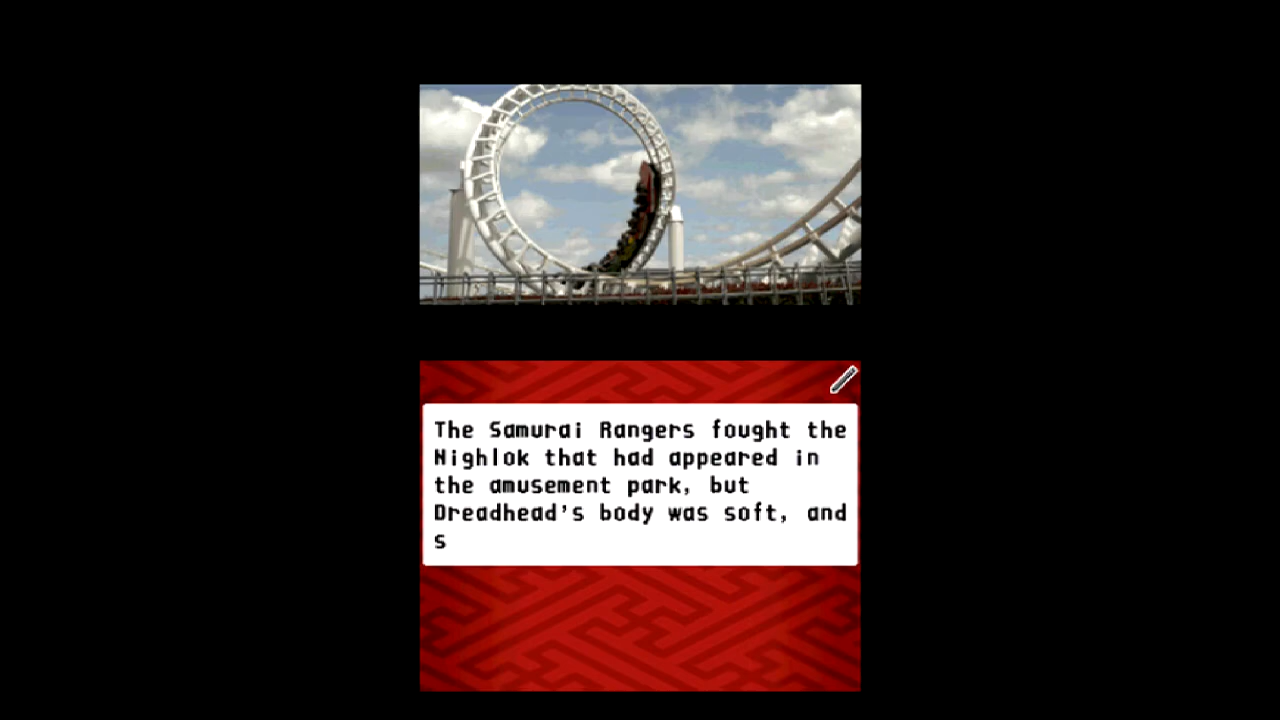 The Samurai Rangers fought the
Nighlok that had appeared in
the amusement park, but
Dreadhead's body was soft, and
s